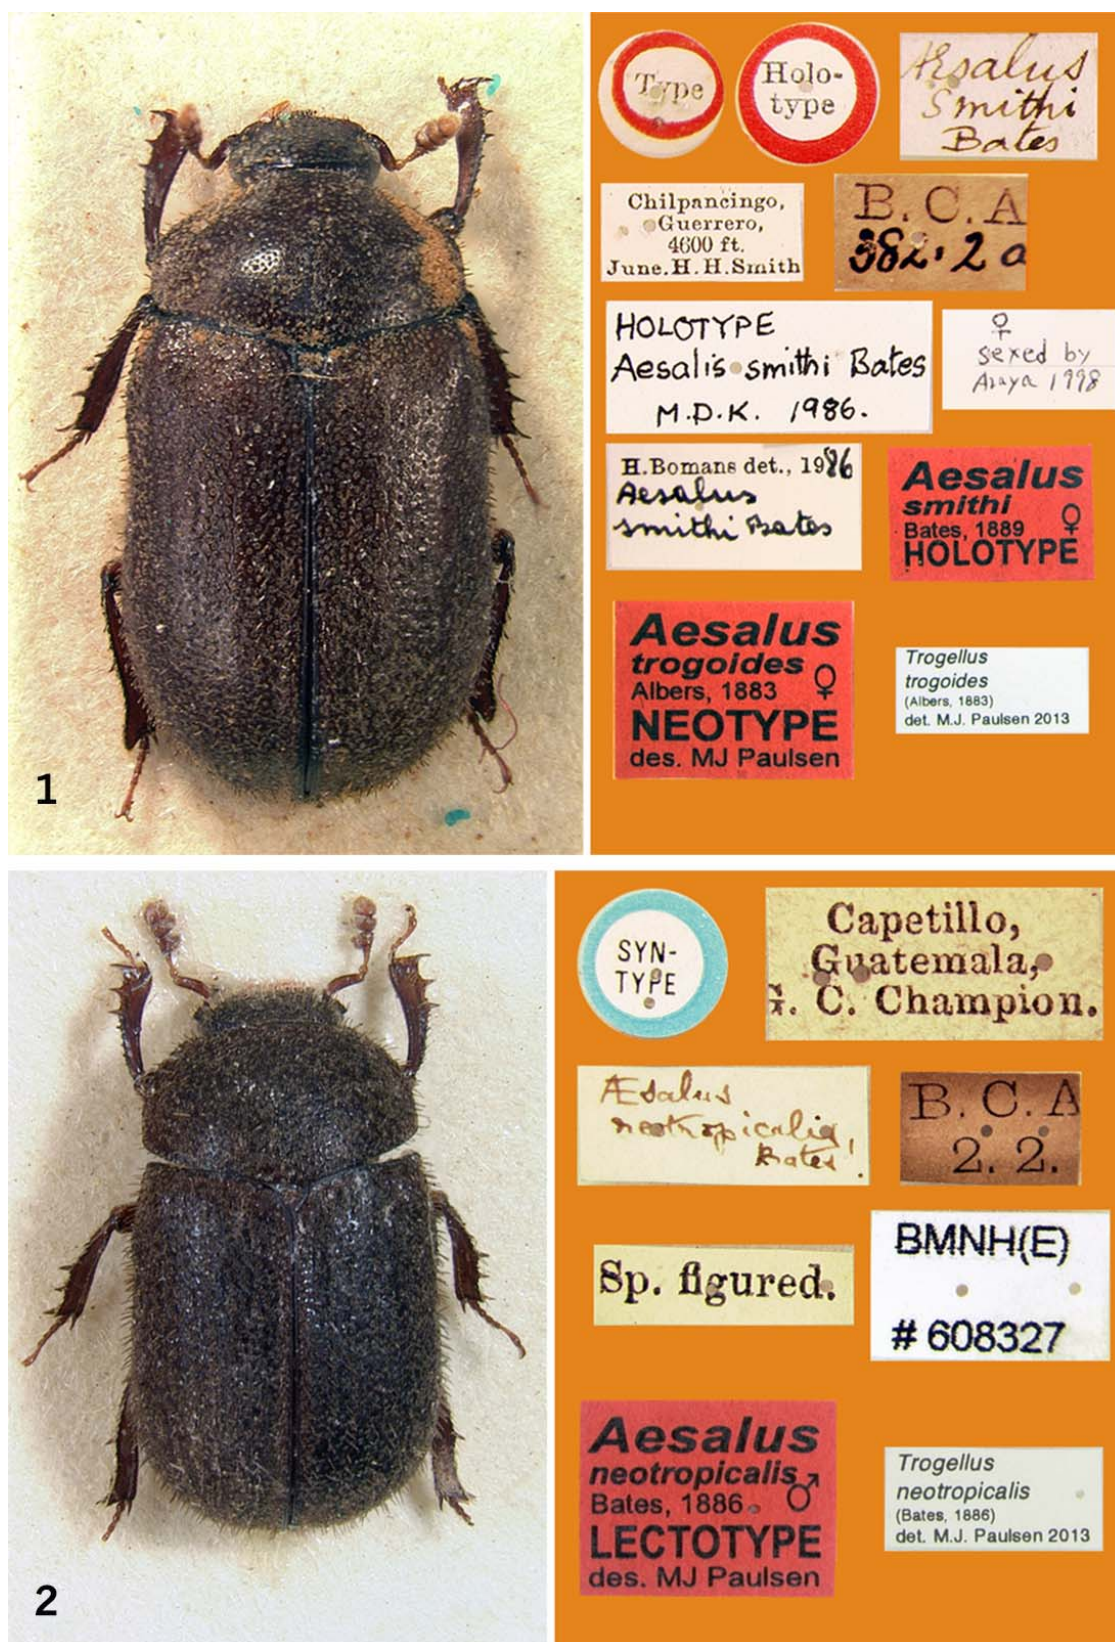 Type
Holo-
type
Æsalus
Smithi
Bates
Chilpancingo,
Guerrero,
4600 ft.
June. H. H. Smith
B. C. A
382. 2 a
HOLOTYPE
Aesalis smithi Bates
M.D.K. 1986.
♀
sexed by
Araya 1998
H. Bomans det., 1986
Aesalus
smithi Bates
Aesalus
smithi
Bates, 1889 ♀
HOLOTYPE
Aesalus
trogoides ♀
Albers, 1883
NEOTYPE
des. MJ Paulsen
Trogellus
trogoides
(Albers, 1883)
det. M.J. Paulsen 2013
1
SYN-
TYPE
Capetillo,
Guatemala,
G. C. Champion.
Æsalus
neotropicalis,
Bates.
B. C. A
2. 2.
Sp. figured.
BMNH(E)
# 608327
Aesalus
neotropicalis
Bates, 1886 ♂
LECTOTYPE
des. MJ Paulsen
Trogellus
neotropicalis
(Bates, 1886)
det. M.J. Paulsen 2013
2